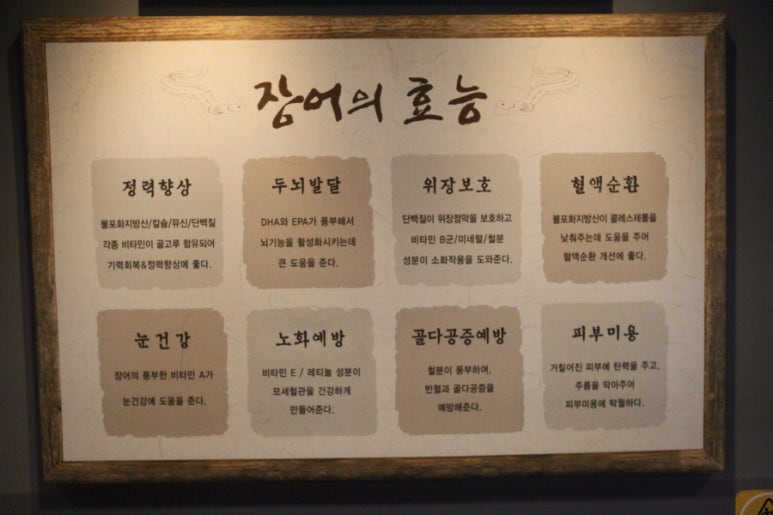 장어의 효능
정력향상
불포화지방산/칼슘/뮤신/단백질
각종 비타민이 골고루 함유되어
기력회복&정력향상에 좋다.
두뇌발달
DHA와 EPA가 풍부해서
뇌기능을 활성화시키는데
큰 도움을 준다.
위장보호
단백질이 위장점막을 보호하고
비타민 B군/미네랄/철분
성분이 소화작용을 도와준다.
혈액순환
불포화지방산이 콜레스테롤을
낮춰주는데 도움을 주어
혈액순환 개선에 좋다.
눈건강
장어의 풍부한 비타민 A가
눈건강에 도움을 준다.
노화예방
비타민 E / 레티놀 성분이
모세혈관을 건강하게
만들어준다.
골다공증예방
철분이 풍부하여,
빈혈과 골다공증을
예방해준다.
피부미용
거칠어진 피부에 탄력을 주고,
주름을 막아주어
피부미용에 탁월하다.